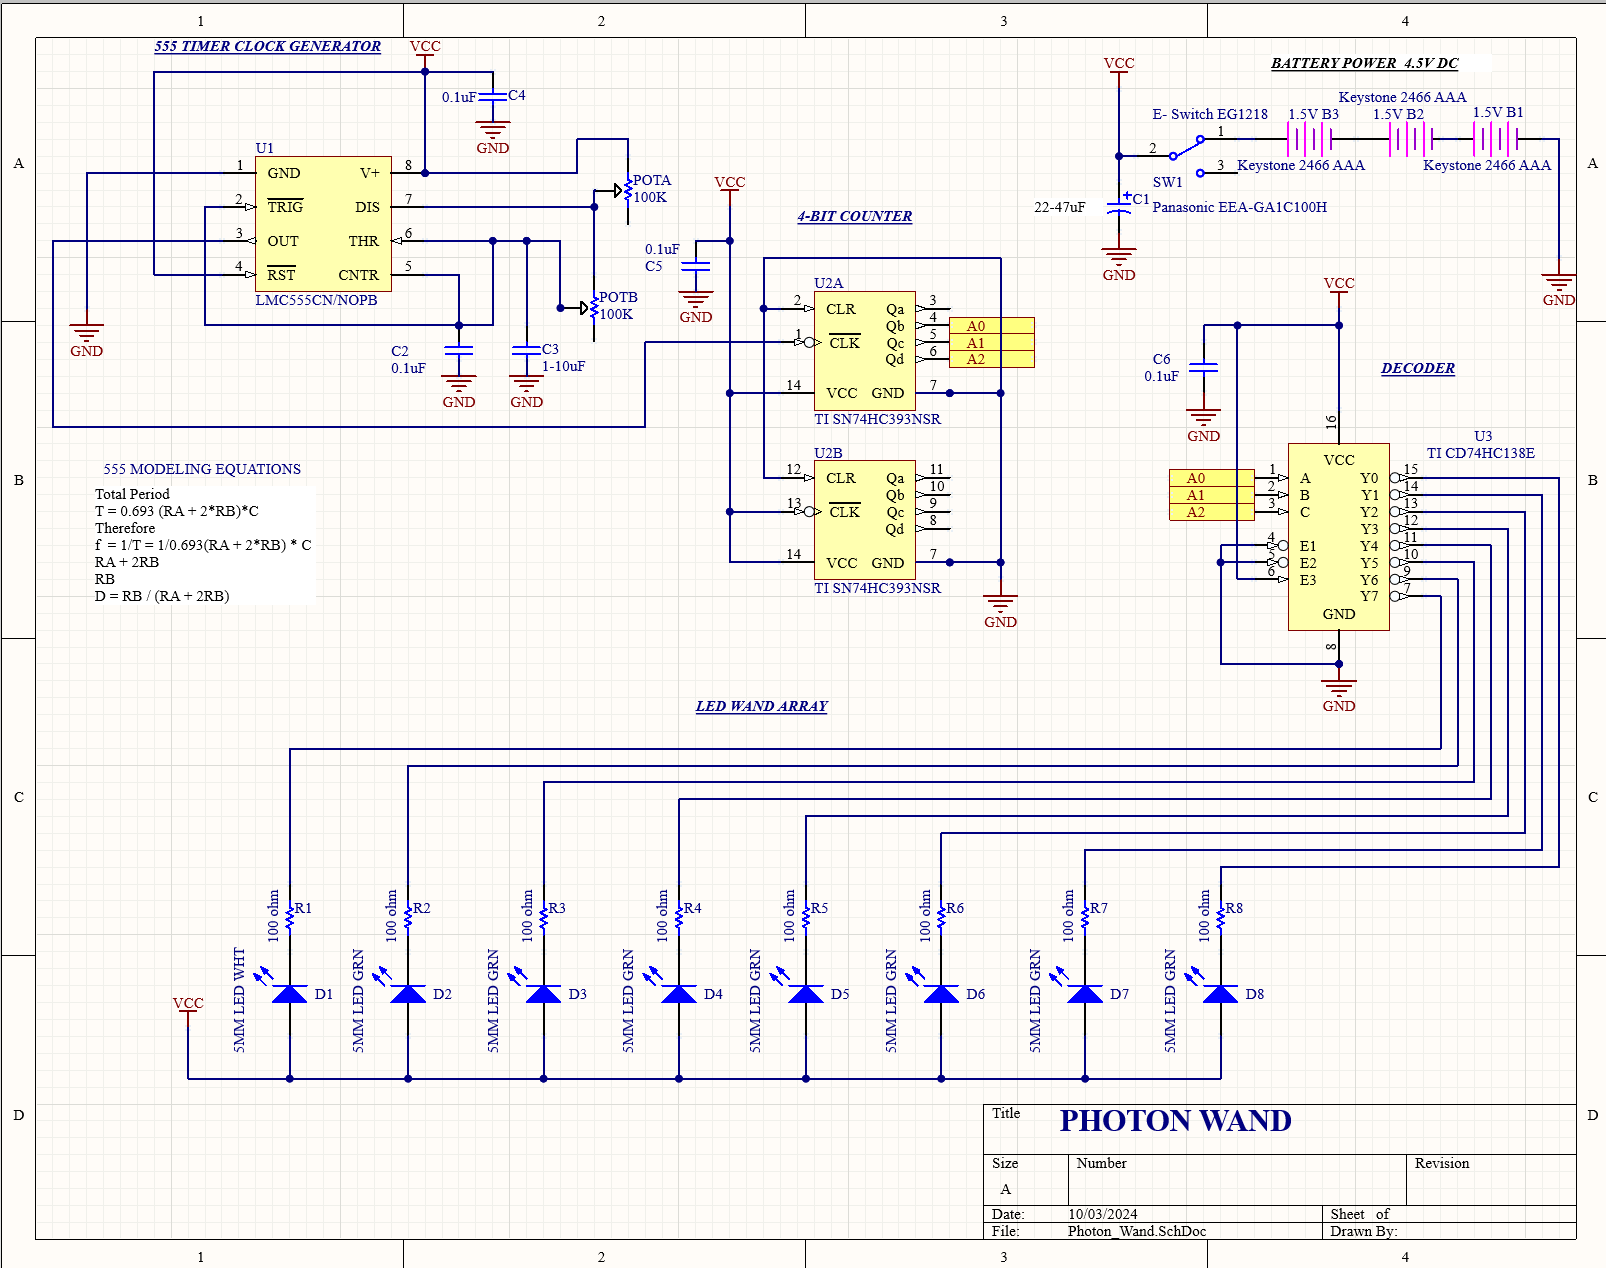 1 2 3 4
555 TIMER CLOCK GENERATOR
VCC
0.1uF C4
GND
U1
1 GND V+ 8
2 TRIG DIS 7
3 OUT THR 6
4 RST CNTR 5
LMC555CN/NOPB
GND
POTA
100K
POTB
100K
C2
0.1uF
GND
C3
1-10uF
GND
555 MODELING EQUATIONS
Total Period
T = 0.693 (RA + 2*RB)*C
Therefore
f = 1/T = 1/0.693(RA + 2*RB) * C
RA + 2RB
RB
D = RB / (RA + 2RB)
4-BIT COUNTER
VCC
0.1uF
C5
GND
U2A
2 CLR Qa 3
Qb 4 A0
1 CLK Qc 5 A1
Qd 6 A2
14 VCC GND 7
TI SN74HC393NSR
U2B
12 CLR Qa 11
Qb 10
13 CLK Qc 9
Qd 8
14 VCC GND 7
TI SN74HC393NSR
GND
BATTERY POWER 4.5V DC
VCC
Keystone 2466 AAA
E- Switch EG1218 1.5V B3 1.5V B2 1.5V B1
1
2
3
Keystone 2466 AAA Keystone 2466 AAA
SW1
22-47uF C1 Panasonic EEA-GA1C100H
+
GND
GND
VCC
DECODER
C6
0.1uF
GND
U3
TI CD74HC138E
16
VCC
A0 1 A Y0 15
A1 2 B Y1 14
A2 3 C Y2 13
Y3 12
4 E1 Y4 11
5 E2 Y5 10
6 E3 Y6 9
Y7 7
GND
8
GND
LED WAND ARRAY
100 ohm R1
100 ohm R2
100 ohm R3
100 ohm R4
100 ohm R5
100 ohm R6
100 ohm R7
100 ohm R8
VCC
5MM LED WHT D1
5MM LED GRN D2
5MM LED GRN D3
5MM LED GRN D4
5MM LED GRN D5
5MM LED GRN D6
5MM LED GRN D7
5MM LED GRN D8
Title PHOTON WAND
Size Number Revision
A
Date: 10/03/2024 Sheet of
File: Photon_Wand.SchDoc Drawn By:
A A
B B
C C
D D
1 2 3 4